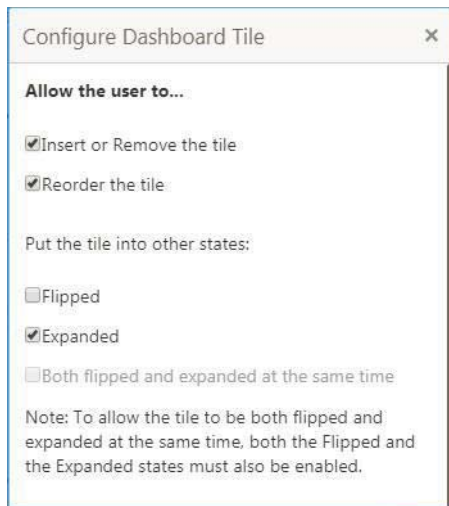 Configure Dashboard Tile ×
Allow the user to...
Insert or Remove the tile
Reorder the tile
Put the tile into other states:
Flipped
Expanded
Both flipped and expanded at the same time
Note: To allow the tile to be both flipped and
expanded at the same time, both the Flipped and
the Expanded states must also be enabled.